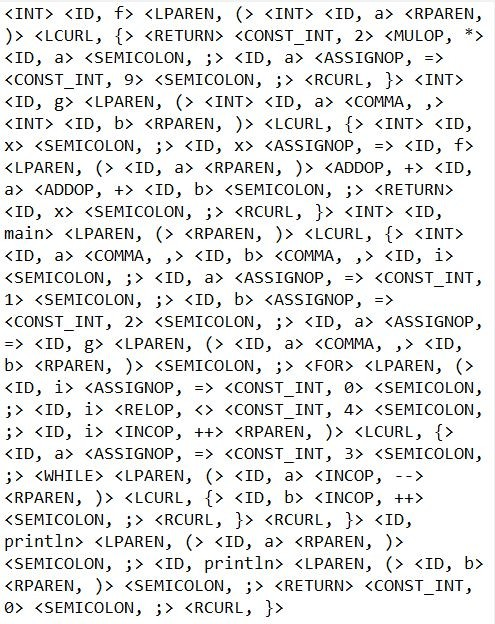 <INT> <ID, f> <LPAREN, (> <INT> <ID, a> <RPAREN,
)> <LCURL, {> <RETURN> <CONST_INT, 2> <MULOP, *>
<ID, a> <SEMICOLON, ;> <ID, a> <ASSIGNOP, =>
<CONST_INT, 9> <SEMICOLON, ;> <RCURL, }> <INT>
<ID, g> <LPAREN, (> <INT> <ID, a> <COMMA, ,>
<INT> <ID, b> <RPAREN, )> <LCURL, {> <INT> <ID,
x> <SEMICOLON, ;> <ID, x> <ASSIGNOP, => <ID, f>
<LPAREN, (> <ID, a> <RPAREN, )> <ADDOP, +> <ID,
a> <ADDOP, +> <ID, b> <SEMICOLON, ;> <RETURN>
<ID, x> <SEMICOLON, ;> <RCURL, }> <INT> <ID,
main> <LPAREN, (> <RPAREN, )> <LCURL, {> <INT>
<ID, a> <COMMA, ,> <ID, b> <COMMA, ,> <ID, i>
<SEMICOLON, ;> <ID, a> <ASSIGNOP, => <CONST_INT,
1> <SEMICOLON, ;> <ID, b> <ASSIGNOP, =>
<CONST_INT, 2> <SEMICOLON, ;> <ID, a> <ASSIGNOP,
=> <ID, g> <LPAREN, (> <ID, a> <COMMA, ,> <ID,
b> <RPAREN, )> <SEMICOLON, ;> <FOR> <LPAREN, (>
<ID, i> <ASSIGNOP, => <CONST_INT, 0> <SEMICOLON,
;> <ID, i> <RELOP, <> <CONST_INT, 4> <SEMICOLON,
;> <ID, i> <INCOP, ++> <RPAREN, )> <LCURL, {>
<ID, a> <ASSIGNOP, => <CONST_INT, 3> <SEMICOLON,
;> <WHILE> <LPAREN, (> <ID, a> <INCOP, -->
<RPAREN, )> <LCURL, {> <ID, b> <INCOP, ++>
<SEMICOLON, ;> <RCURL, }> <RCURL, }> <ID,
println> <LPAREN, (> <ID, a> <RPAREN, )>
<SEMICOLON, ;> <ID, println> <LPAREN, (> <ID, b>
<RPAREN, )> <SEMICOLON, ;> <RETURN> <CONST_INT,
0> <SEMICOLON, ;> <RCURL, }>